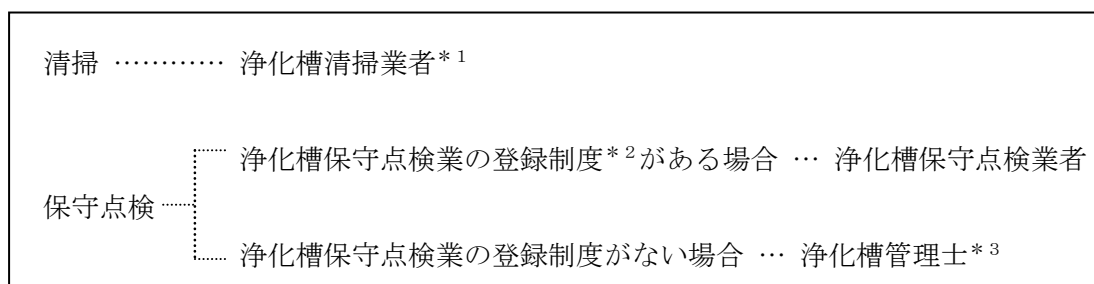 清掃 ………… 浄化槽清掃業者*1
浄化槽保守点検業の登録制度*2がある場合 … 浄化槽保守点検業者
保守点検
浄化槽保守点検業の登録制度がない場合 … 浄化槽管理士*3